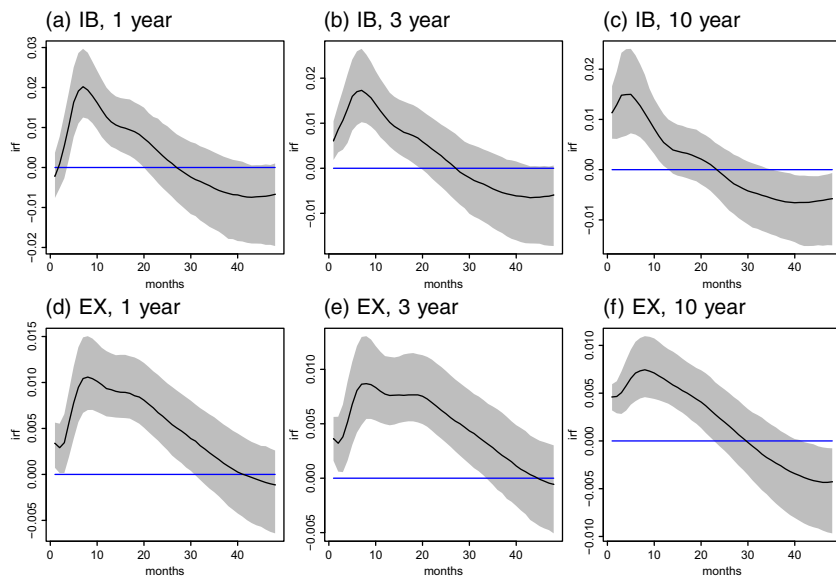 (a) IB, 1 year
(b) IB, 3 year
(c) IB, 10 year
irf
−0.02 −0.01 0.00 0.01 0.02 0.03
0 10 20 30 40
months
irf
−0.01 0.00 0.01 0.02
0 10 20 30 40
months
irf
−0.01 0.00 0.01 0.02
0 10 20 30 40
months
(d) EX, 1 year
(e) EX, 3 year
(f) EX, 10 year
irf
−0.005 0.000 0.005 0.010 0.015
0 10 20 30 40
months
irf
−0.005 0.000 0.005 0.010
0 10 20 30 40
months
irf
−0.010 −0.005 0.000 0.005 0.010
0 10 20 30 40
months